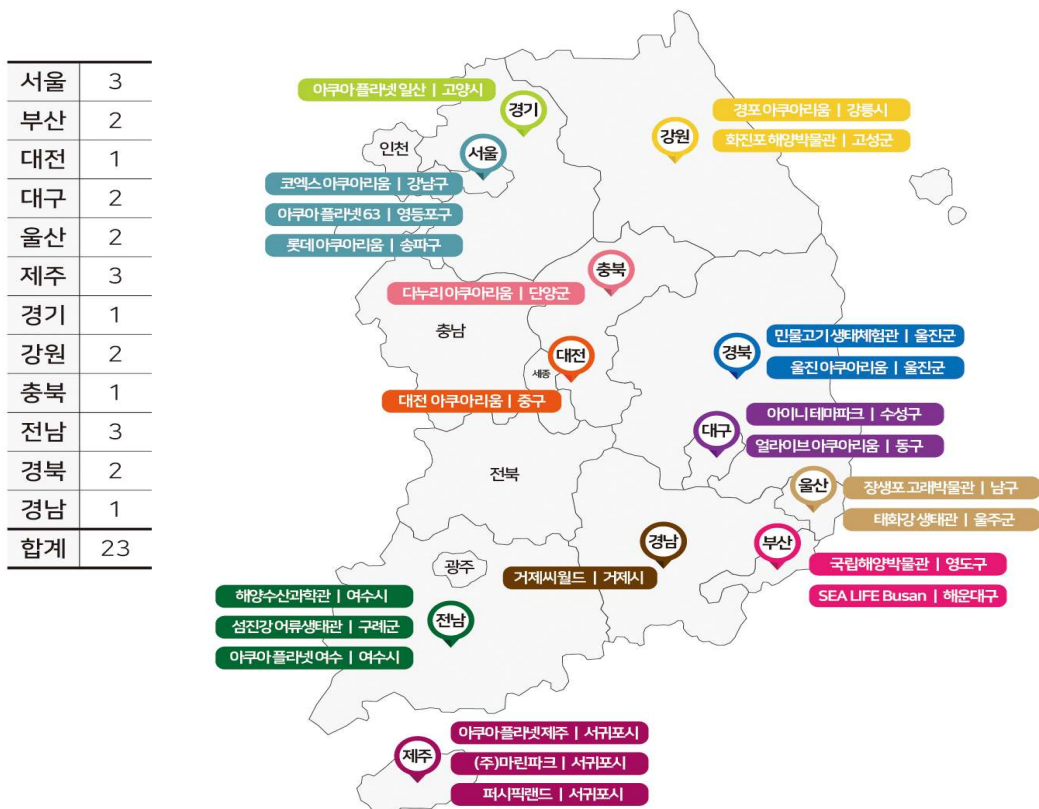 서울 3
부산 2
대전 1
대구 2
울산 2
제주 3
경기 1
강원 2
충북 1
전남 3
경북 2
경남 1
합계 23
아쿠아 플라넷 일산 | 고양시
경기
경포 아쿠아리움 | 강릉시
강원
화진포 해양박물관 | 고성군
인천
서울
코엑스 아쿠아리움 | 강남구
아쿠아 플라넷 63 | 영등포구
롯데 아쿠아리움 | 송파구
충북
다누리 아쿠아리움 | 단양군
충남
대전
세종
대전 아쿠아리움 | 중구
경북
민물고기 생태체험관 | 울진군
울진 아쿠아리움 | 울진군
대구
아이니 테마파크 | 수성구
얼라이브 아쿠아리움 | 동구
전북
울산
장생포 고래박물관 | 남구
태화강 생태관 | 울주군
경남
거제씨월드 | 거제시
부산
국립해양박물관 | 영도구
SEA LIFE Busan | 해운대구
광주
전남
해양수산과학관 | 여수시
섬진강 어류생태관 | 구례군
아쿠아 플라넷 여수 | 여수시
제주
아쿠아플라넷 제주 | 서귀포시
(주)마린파크 | 서귀포시
퍼시픽랜드 | 서귀포시